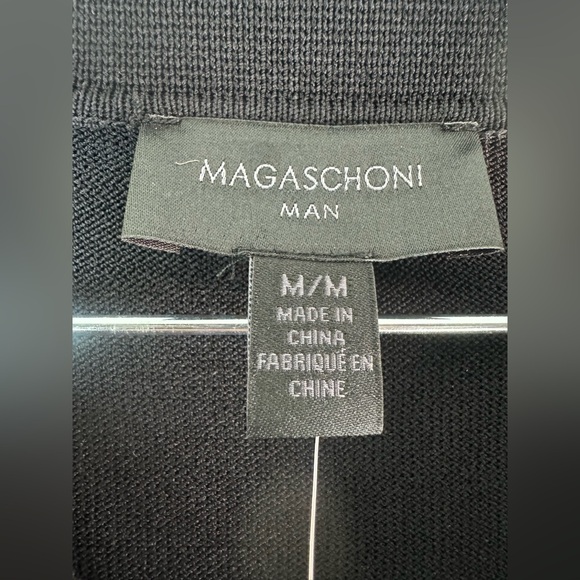 MAGASCHONI
MAN
M/M
MADE IN
CHINA
FABRIQUÉ EN
CHINE